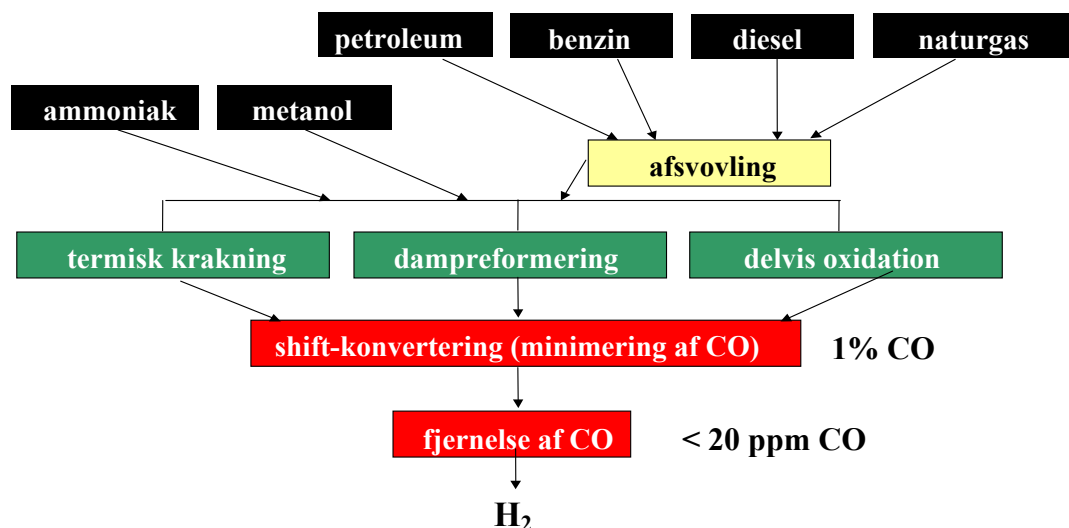 petroleum
benzin
diesel
naturgas
ammoniak
metanol
afsvovling
termisk krakning
dampreformering
delvis oxidation
shift-konvertering (minimering af CO)
1% CO
fjernelse af CO
< 20 ppm CO
H₂